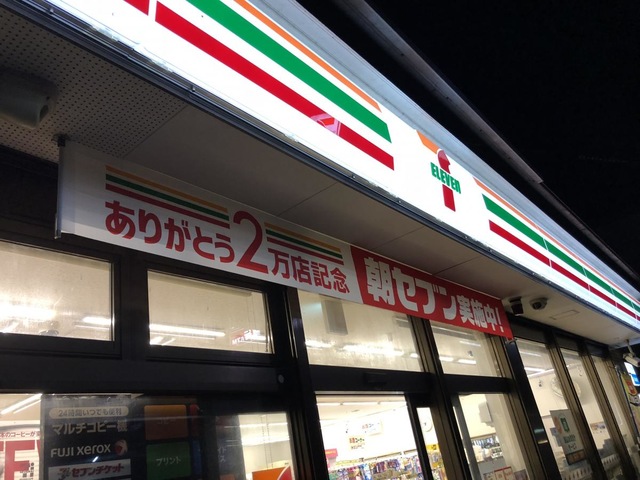 7
ELEVEN
ありがとう2万店記念
朝セブン実施中!
24時間いつでも便利
マルチコピー機
FUJI XEROX
セブンチケット
プリント